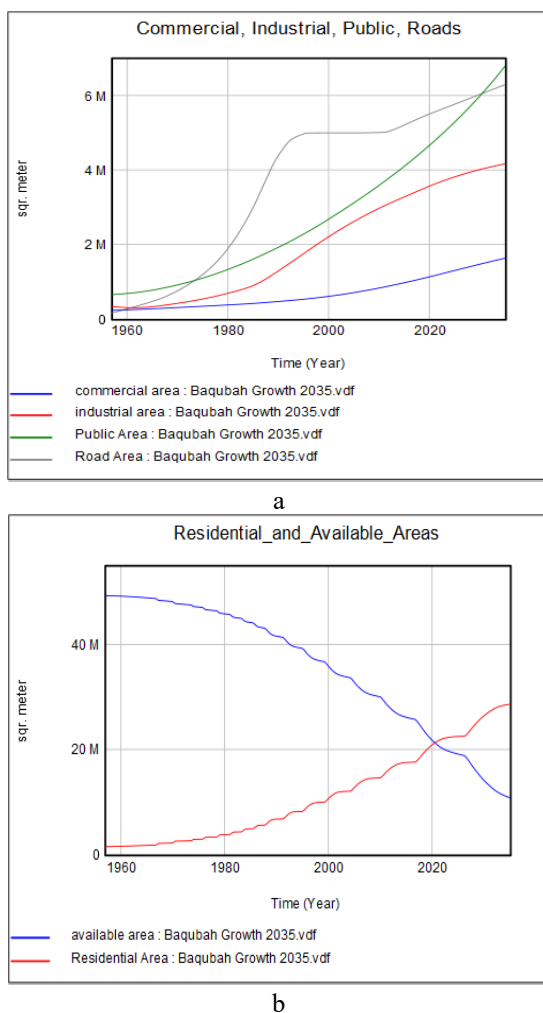 Commercial, Industrial, Public, Roads
6 M
4 M
2 M
0
sqr. meter
1960 1980 2000 2020
Time (Year)
commercial area : Baqubah Growth 2035.vdf
industrial area : Baqubah Growth 2035.vdf
Public Area : Baqubah Growth 2035.vdf
Road Area : Baqubah Growth 2035.vdf
a
Residential_and_Available_Areas
40 M
20 M
0
sqr. meter
1960 1980 2000 2020
Time (Year)
available area : Baqubah Growth 2035.vdf
Residential Area : Baqubah Growth 2035.vdf
b